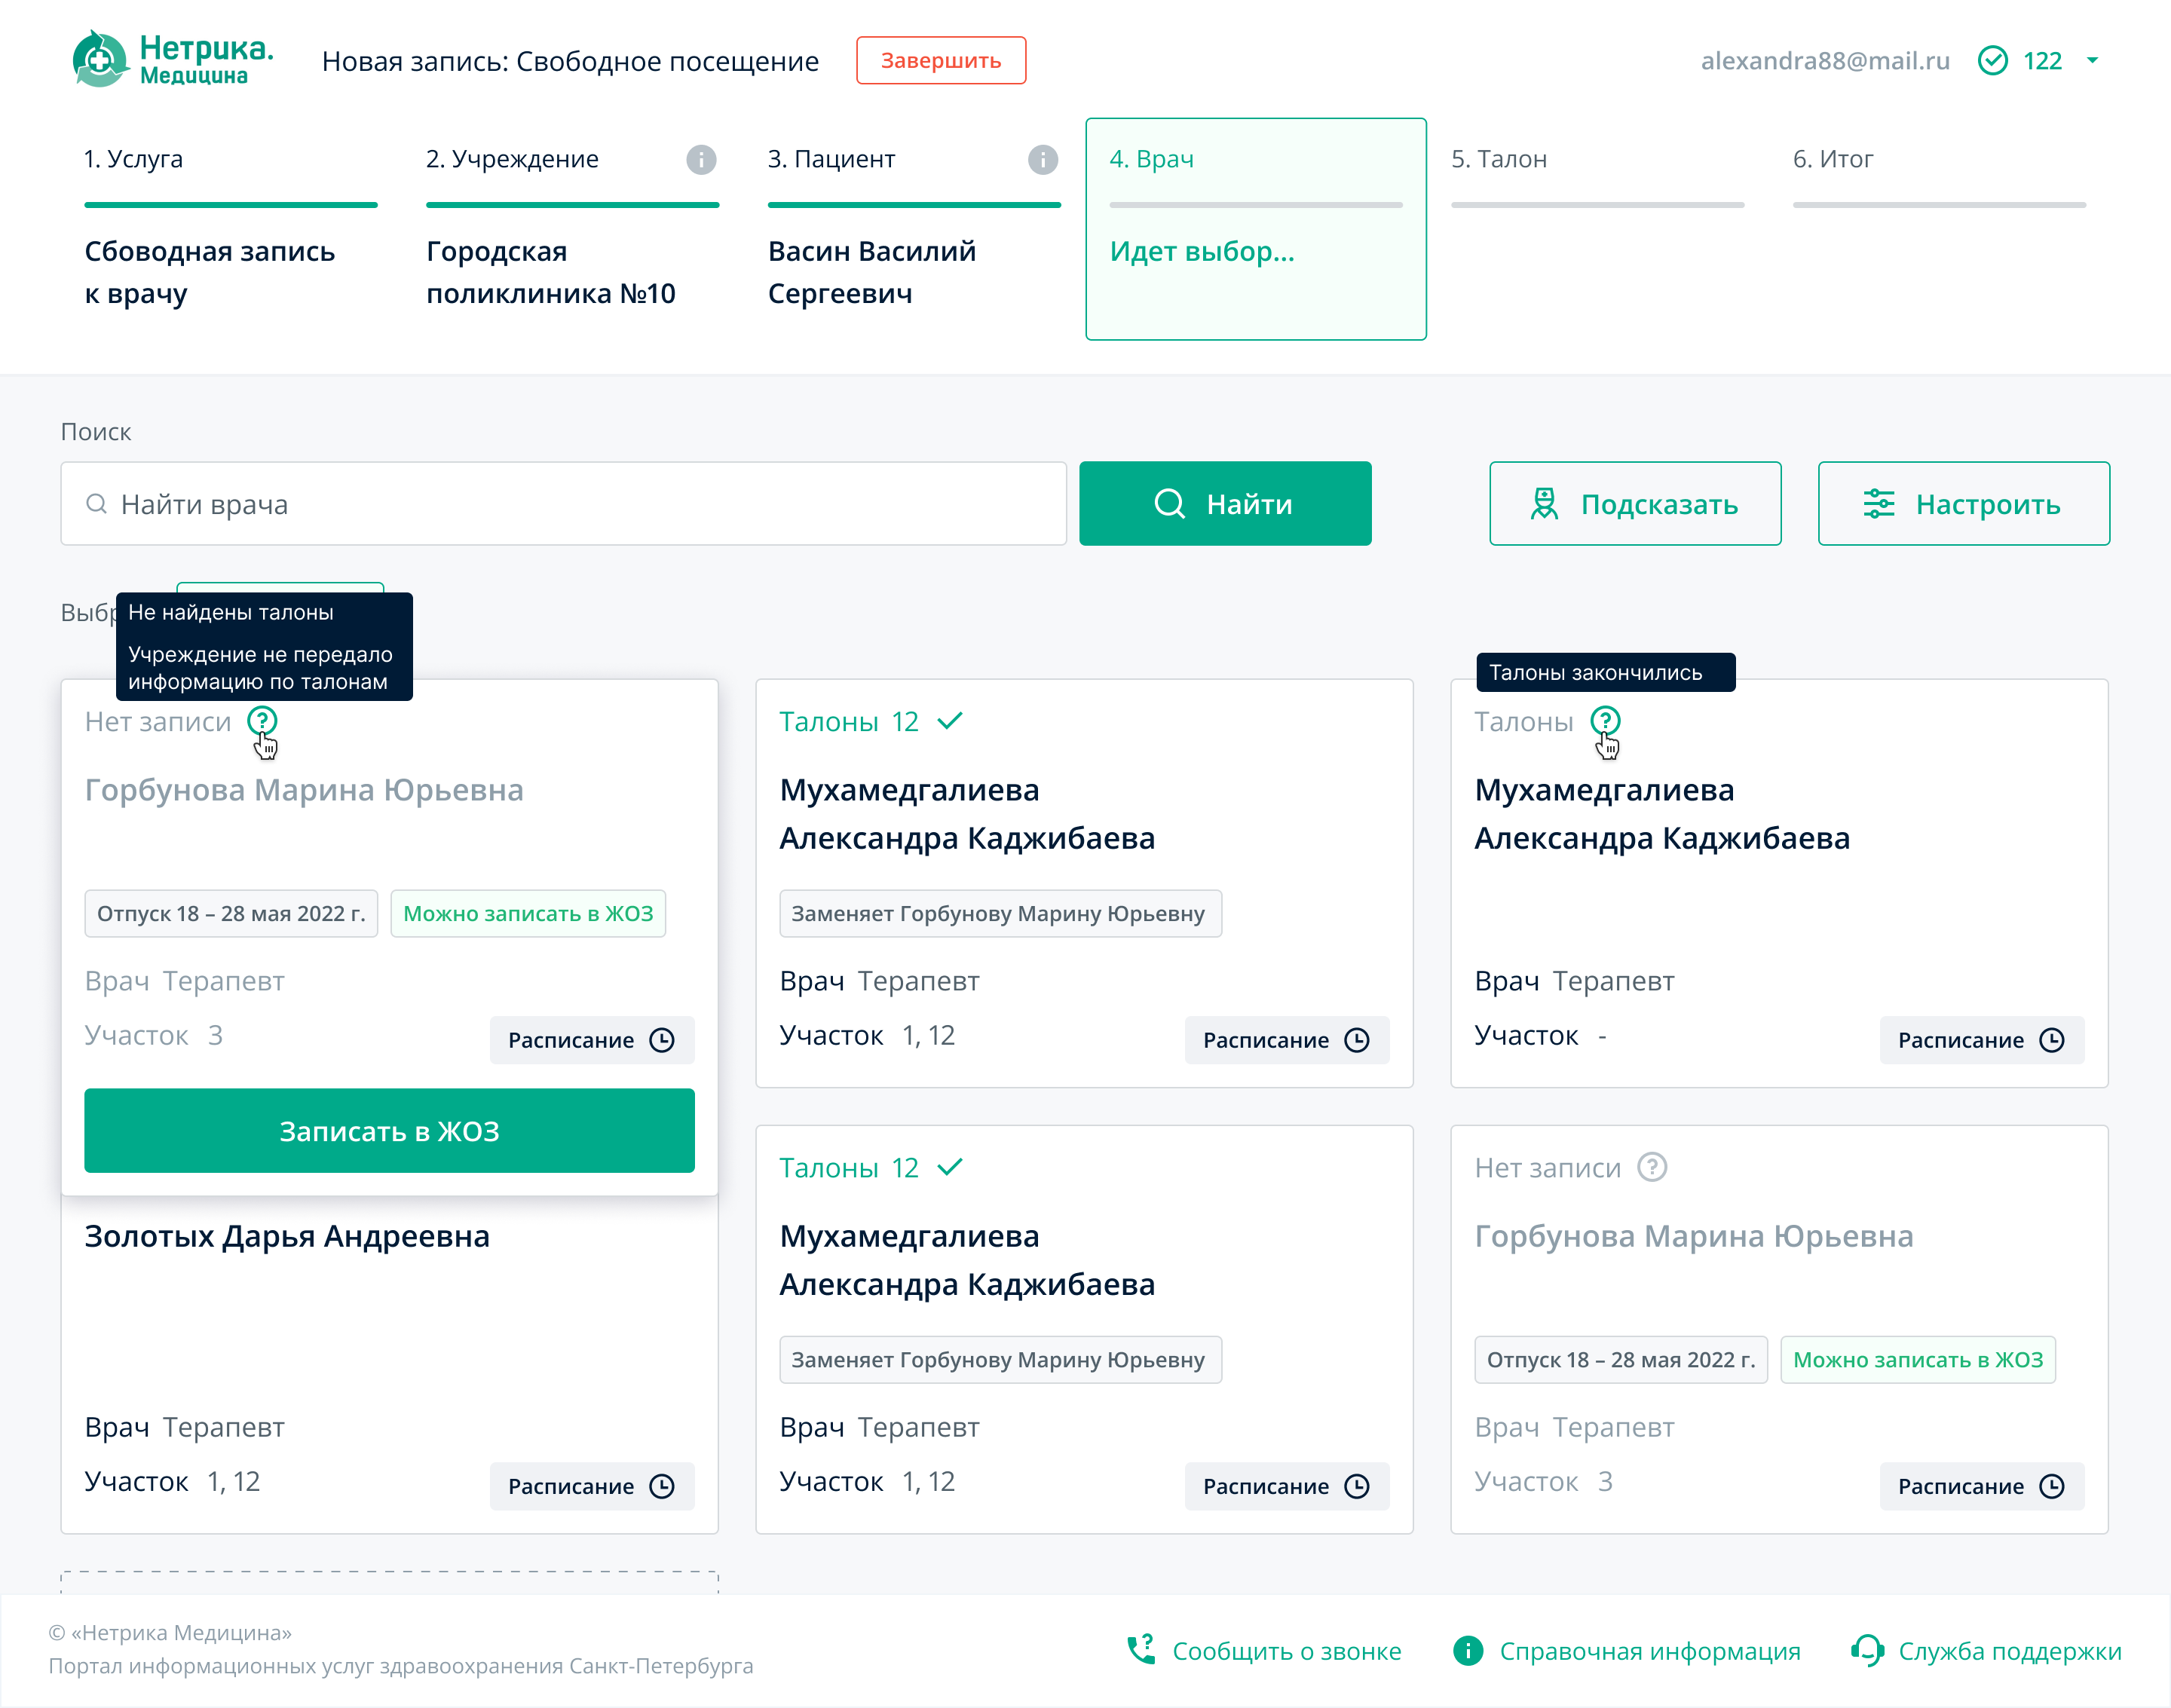 Нетрика.
Медицина
Новая запись: Свободное посещение
Завершить
alexandra88@mail.ru
122
1. Услуга
2. Учреждение
3. Пациент
4. Врач
5. Талон
6. Итог
Сбоводная запись
к врачу
Городская
поликлиника №10
Васин Василий
Сергеевич
Идет выбор...
Поиск
Найти врача
Найти
Подсказать
Настроить
Не найдены талоны
Учреждение не передало
информацию по талонам
Талоны закончились
Нет записи
Горбунова Марина Юрьевна
Отпуск 18 – 28 мая 2022 г.
Можно записать в ЖОЗ
Врач Терапевт
Участок 3
Расписание
Записать в ЖОЗ
Талоны 12
Мухамедгалиева
Александра Каджибаева
Заменяет Горбунову Марину Юрьевну
Врач Терапевт
Участок 1, 12
Расписание
Талоны
Мухамедгалиева
Александра Каджибаева
Врач Терапевт
Участок -
Расписание
Золотых Дарья Андреевна
Врач Терапевт
Участок 1, 12
Расписание
Талоны 12
Мухамедгалиева
Александра Каджибаева
Заменяет Горбунову Марину Юрьевну
Врач Терапевт
Участок 1, 12
Расписание
Нет записи
Горбунова Марина Юрьевна
Отпуск 18 – 28 мая 2022 г.
Можно записать в ЖОЗ
Врач Терапевт
Участок 3
Расписание
© «Нетрика Медицина»
Портал информационных услуг здравоохранения Санкт-Петербурга
Сообщить о звонке
Справочная информация
Служба поддержки